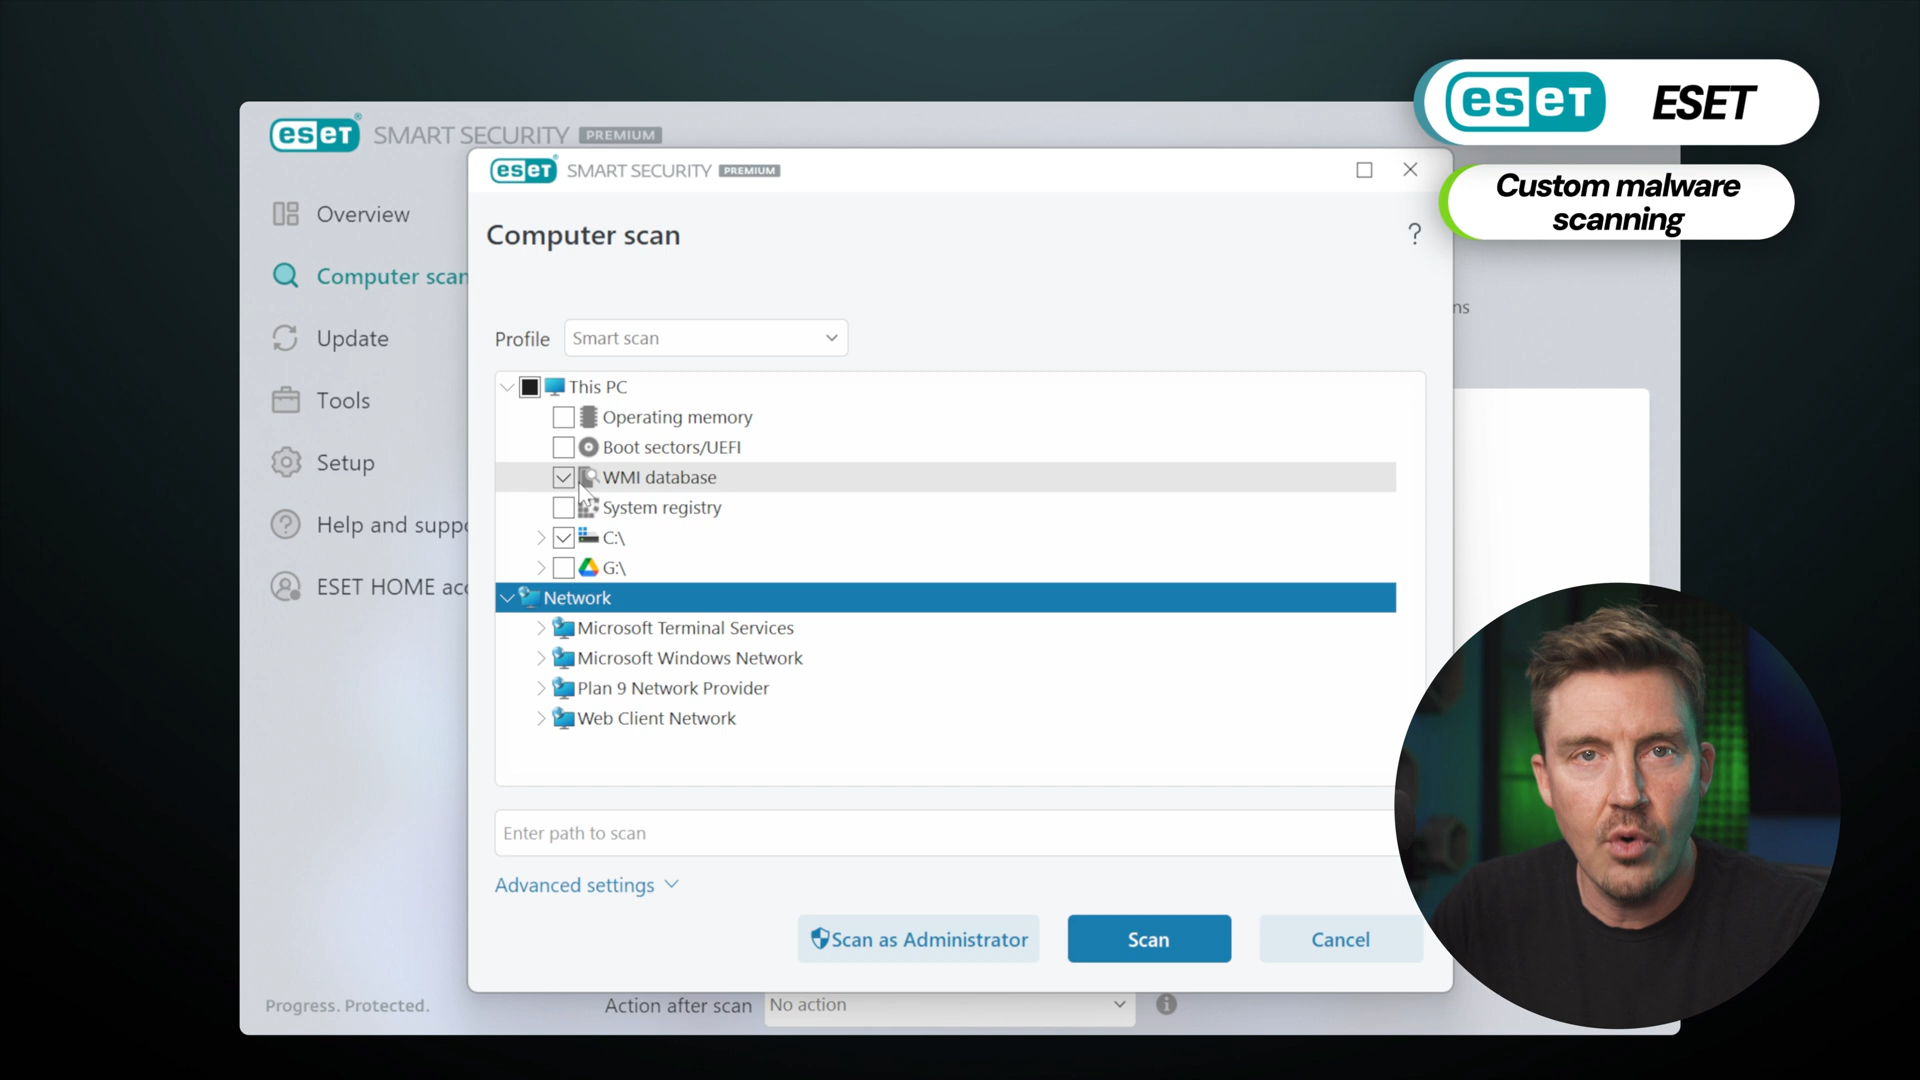 eseT SMART SECURITY PREMIUM
eseT ESET
Custom malware
scanning
Overview
Computer scan
Update
Tools
Setup
Help and suppo
ESET HOME acc
Progress. Protected.
ns
eseT SMART SECURITY PREMIUM
Computer scan
?
Profile Smart scan
This PC
Operating memory
Boot sectors/UEFI
WMI database
System registry
C:\
G:\
Network
Microsoft Terminal Services
Microsoft Windows Network
Plan 9 Network Provider
Web Client Network
Enter path to scan
Advanced settings
Scan as Administrator Scan Cancel
Action after scan No action